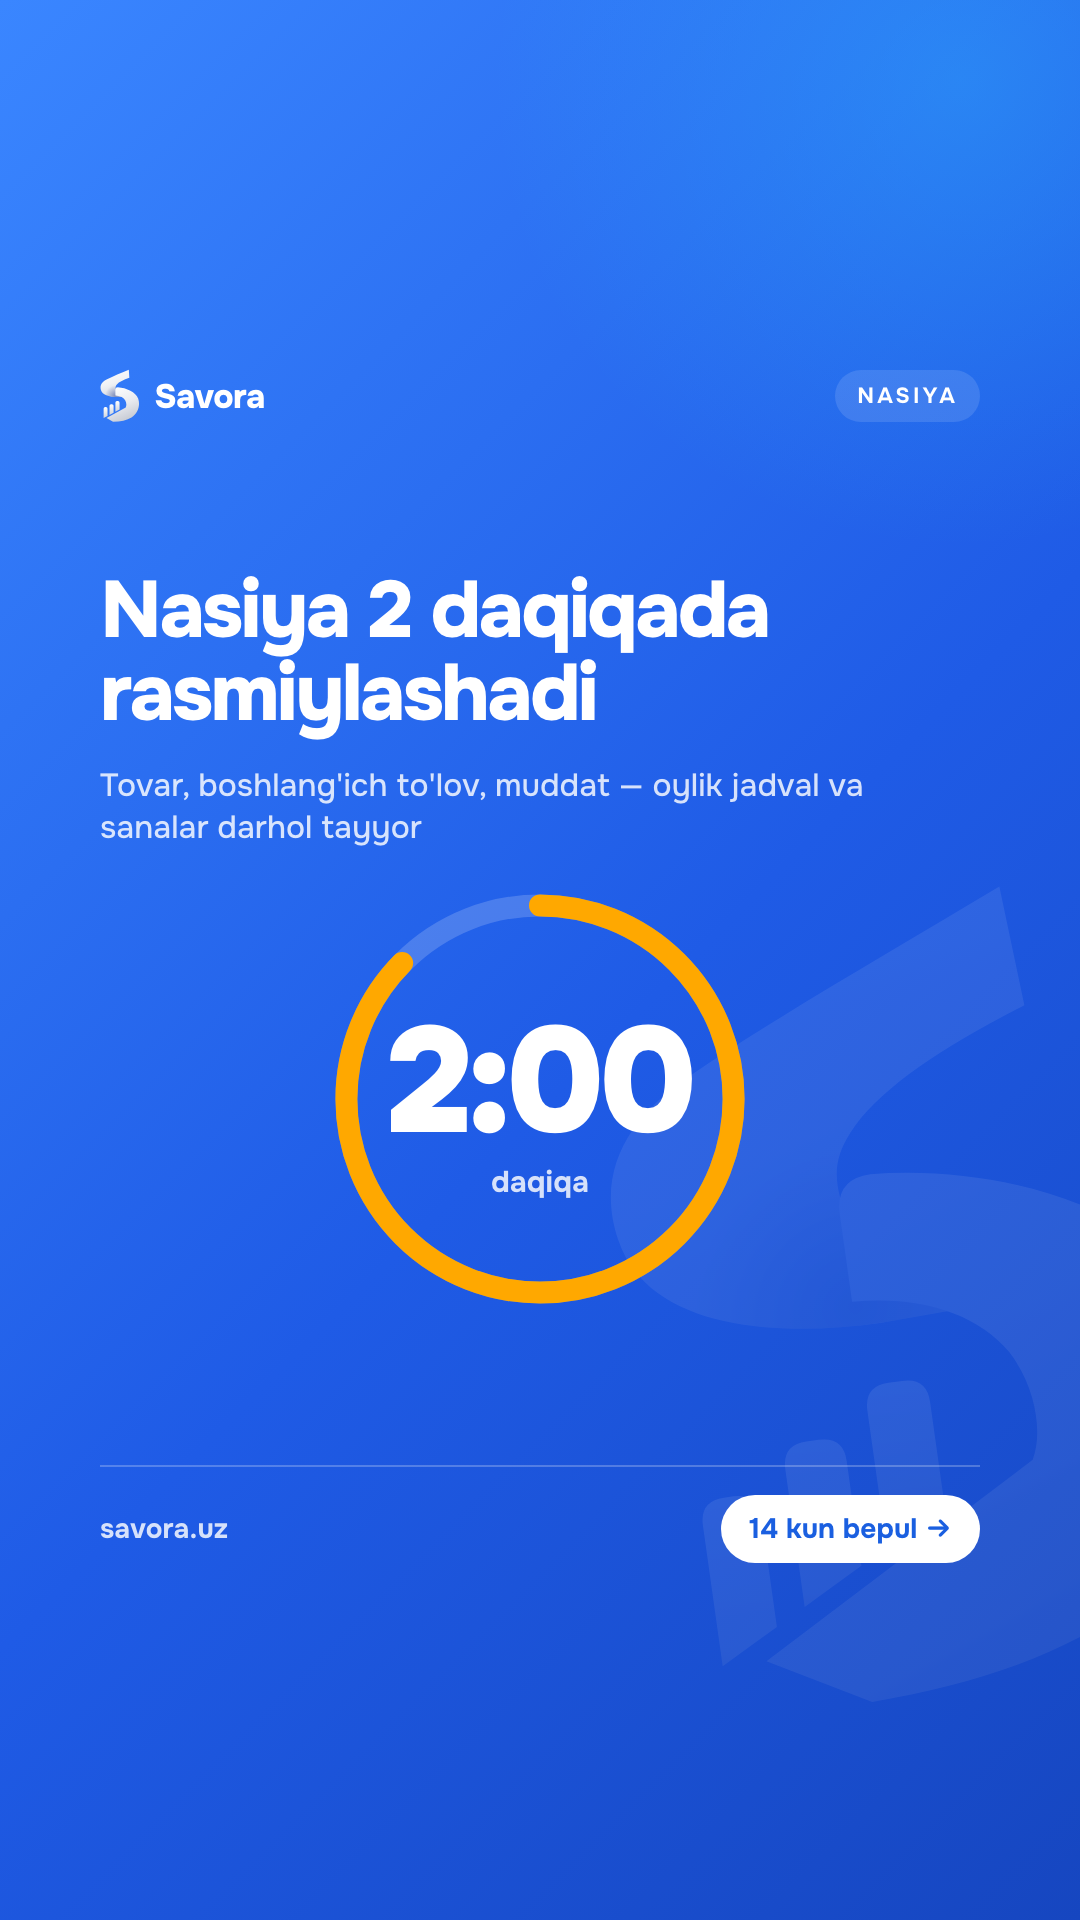 Savora
NASIYA
Nasiya 2 daqiqada
rasmiylashadi
Tovar, boshlang'ich to'lov, muddat — oylik jadval va
sanalar darhol tayyor
2:00
daqiqa
savora.uz
14 kun bepul →